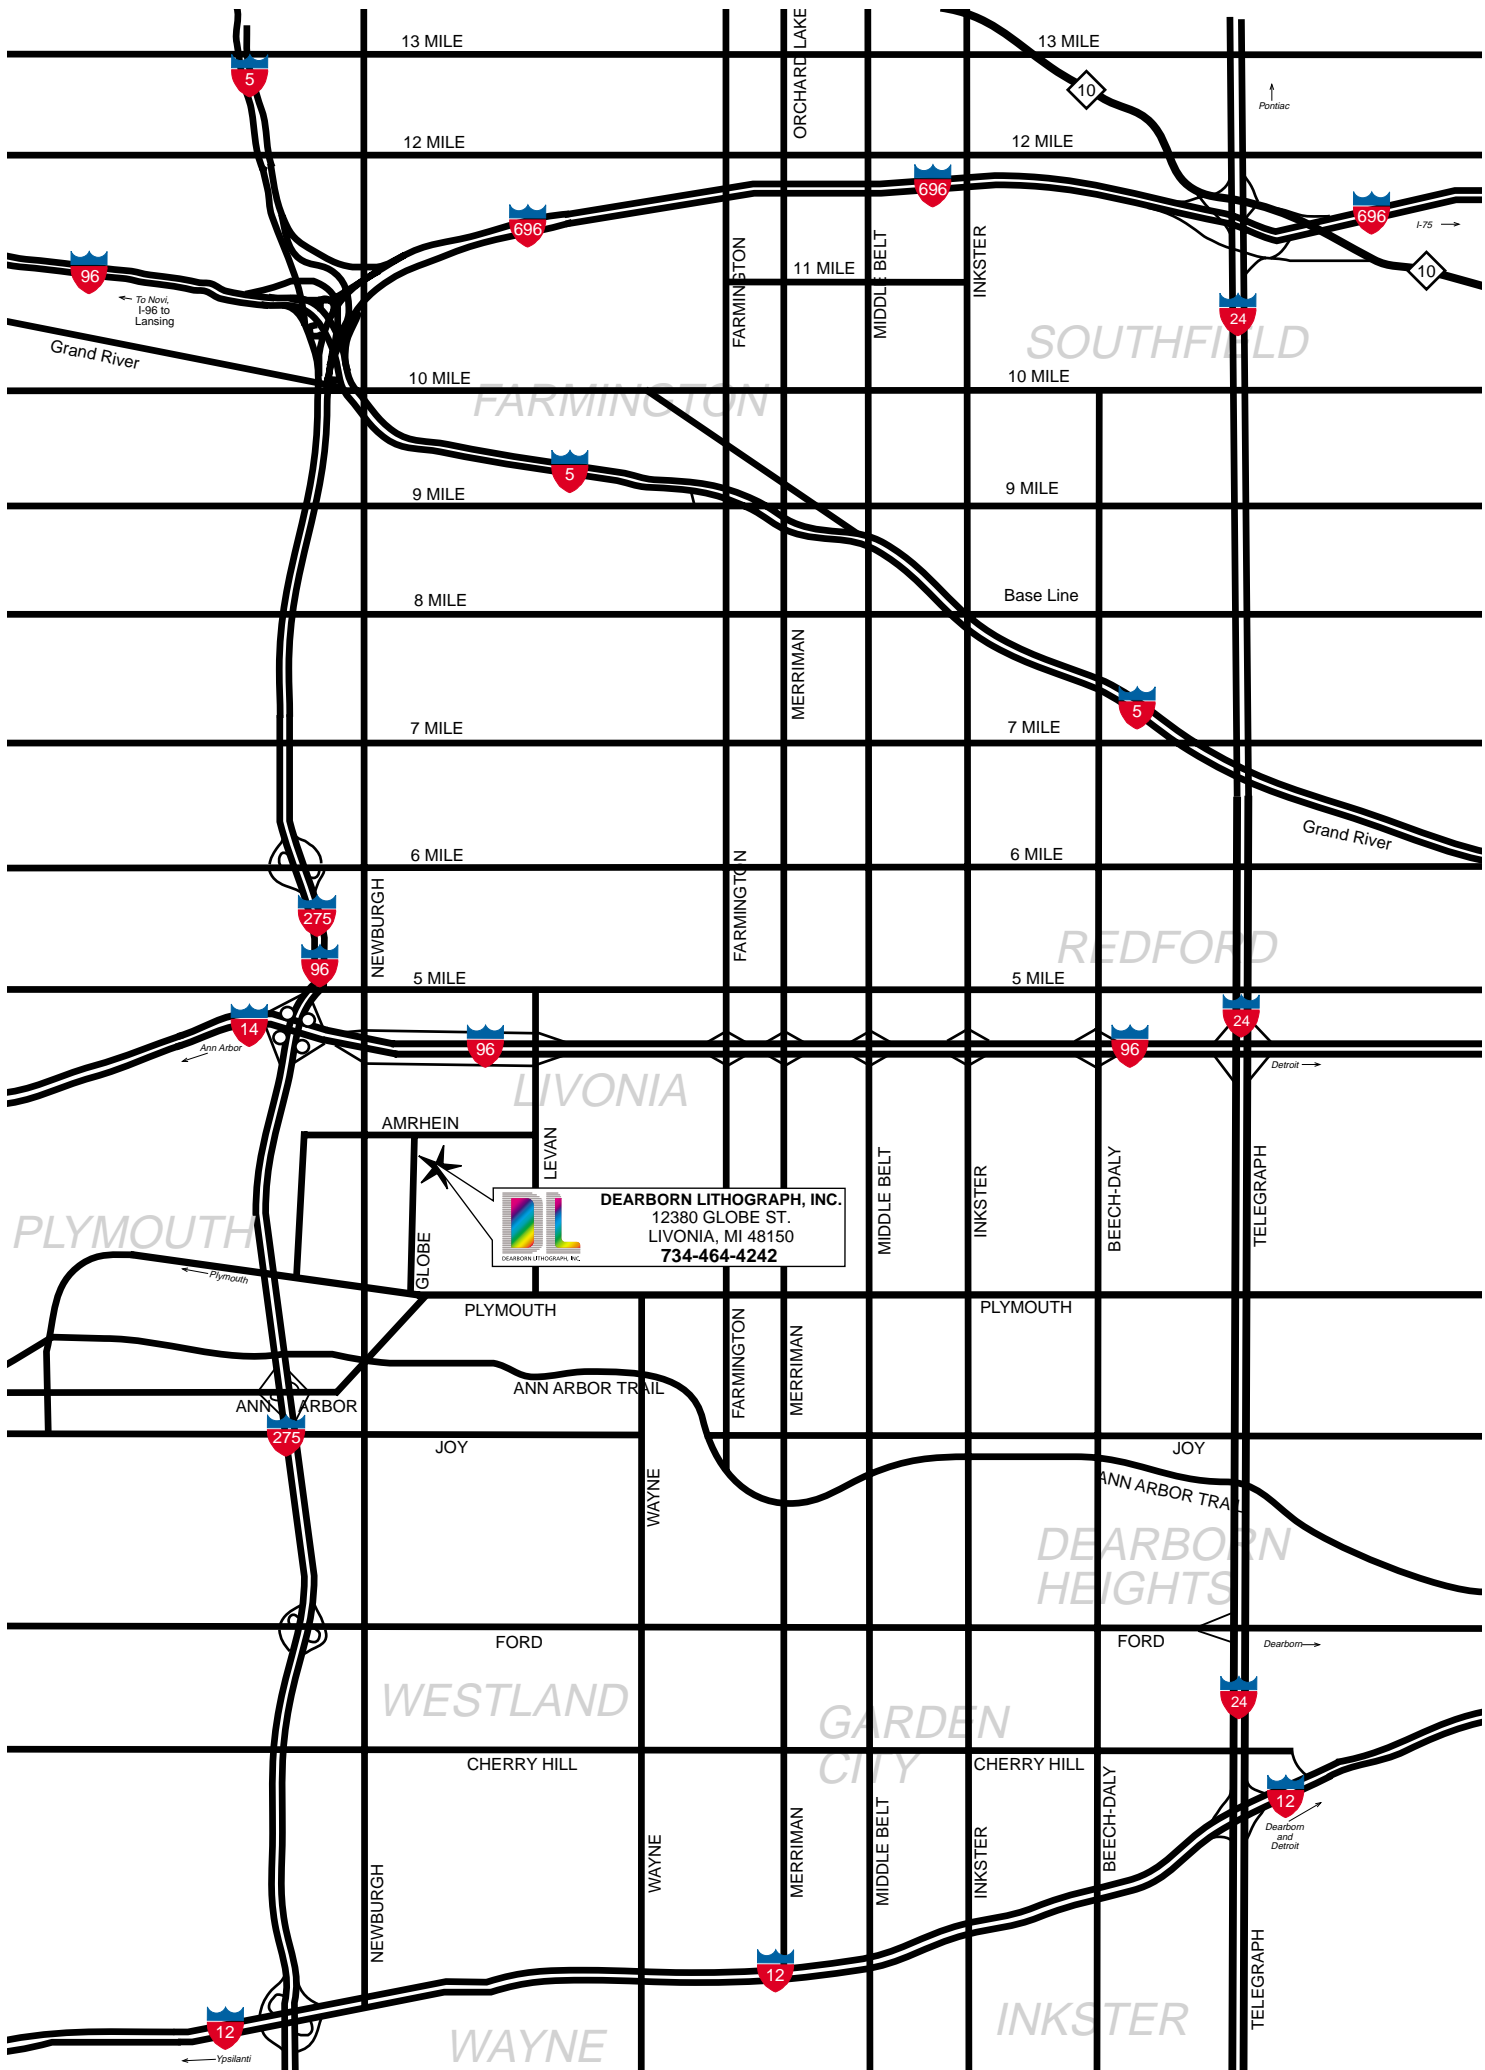 13 MILE
ORCHARD LAKE
13 MILE
5
10
Pontiac
12 MILE
12 MILE
696
696
696
I-75
96
To Novi,
I-96 to
Lansing
FARMINGTON
11 MILE
MIDDLE BELT
INKSTER
10
24
Grand River
SOUTHFIELD
10 MILE
10 MILE
FARMINGTON
5
9 MILE
9 MILE
8 MILE
Base Line
MERRIMAN
5
7 MILE
7 MILE
Grand River
6 MILE
6 MILE
275
NEWBURGH
FARMINGTON
REDFORD
96
5 MILE
5 MILE
14
24
Ann Arbor
96
96
Detroit
LIVONIA
AMRHEIN
LEVAN
MIDDLE BELT
INKSTER
BEECH-DALY
TELEGRAPH
DL
DEARBORN LITHOGRAPH, INC.
DEARBORN LITHOGRAPH, INC.
12380 GLOBE ST.
LIVONIA, MI 48150
734-464-4242
PLYMOUTH
GLOBE
Plymouth
PLYMOUTH
PLYMOUTH
FARMINGTON
MERRIMAN
ANN ARBOR TRAIL
ANN ARBOR
275
JOY
JOY
WAYNE
ANN ARBOR TRAIL
DEARBORN
HEIGHTS
FORD
FORD
Dearborn
WESTLAND
24
GARDEN
CITY
CHERRY HILL
CHERRY HILL
12
Dearborn
and
Detroit
NEWBURGH
WAYNE
MERRIMAN
MIDDLE BELT
INKSTER
BEECH-DALY
TELEGRAPH
12
12
Ypsilanti
WAYNE
INKSTER